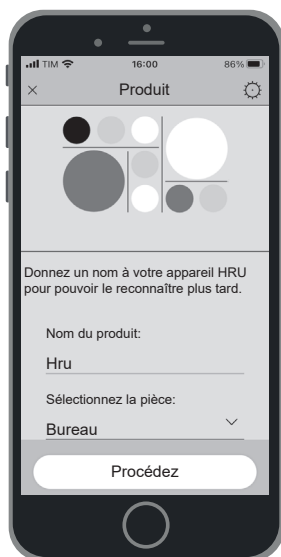 TIM 16:00 86%
Produit
Donnez un nom à votre appareil HRU
pour pouvoir le reconnaître plus tard.
Nom du produit:
Hru
Sélectionnez la pièce:
Bureau
Procédez